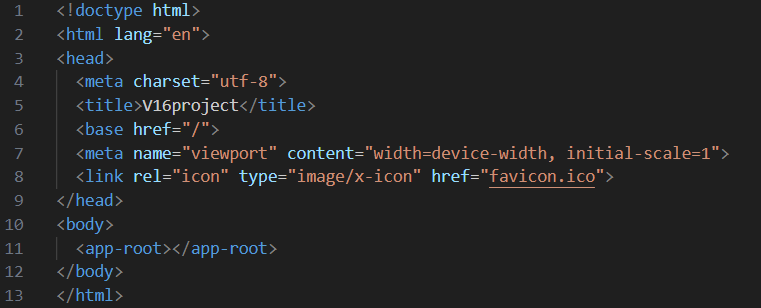 1 <!doctype html>
2 <html lang="en">
3 <head>
4   <meta charset="utf-8">
5   <title>V16project</title>
6   <base href="/">
7   <meta name="viewport" content="width=device-width, initial-scale=1">
8   <link rel="icon" type="image/x-icon" href="favicon.ico">
9 </head>
10 <body>
11   <app-root></app-root>
12 </body>
13 </html>